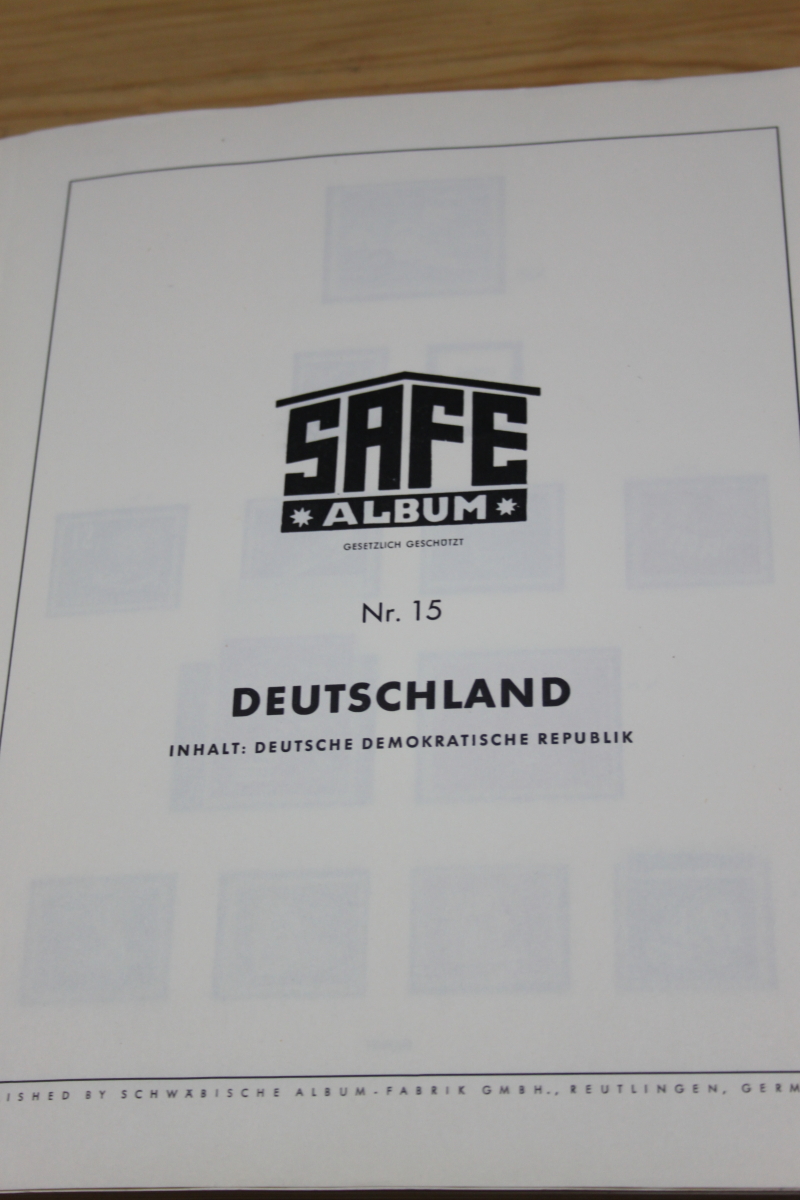 SAFE
ALBUM
GESETZLICH GESCHÜTZT
Nr. 15
DEUTSCHLAND
INHALT: DEUTSCHE DEMOKRATISCHE REPUBLIK
ISHED BY SCHWÄBISCHE ALBUM-FABRIK GMBH., REUTLINGEN, GERM